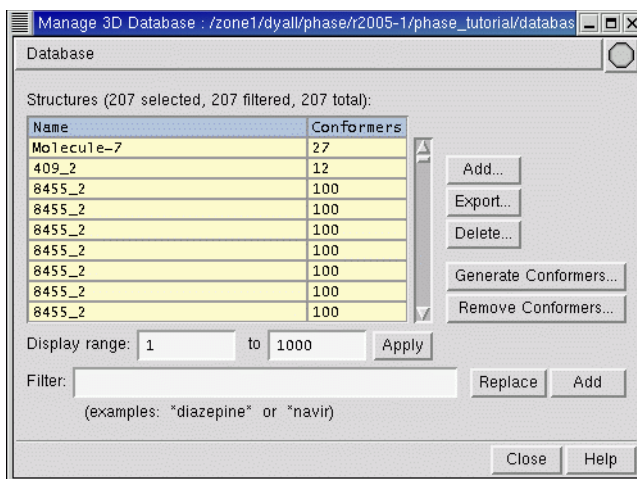 Manage 3D Database : /zone1/dyall/phase/r2005-1/phase_tutorial/databas
Database
Structures (207 selected, 207 filtered, 207 total):
Name Conformers
Molecule-7 27
409_2 12
8455_2 100
8455_2 100
8455_2 100
8455_2 100
8455_2 100
8455_2 100
8455_2 100
Add...
Export...
Delete...
Generate Conformers...
Remove Conformers...
Display range: 1 to 1000 Apply
Filter: Replace Add
(examples: *diazepine* or *navir)
Close Help